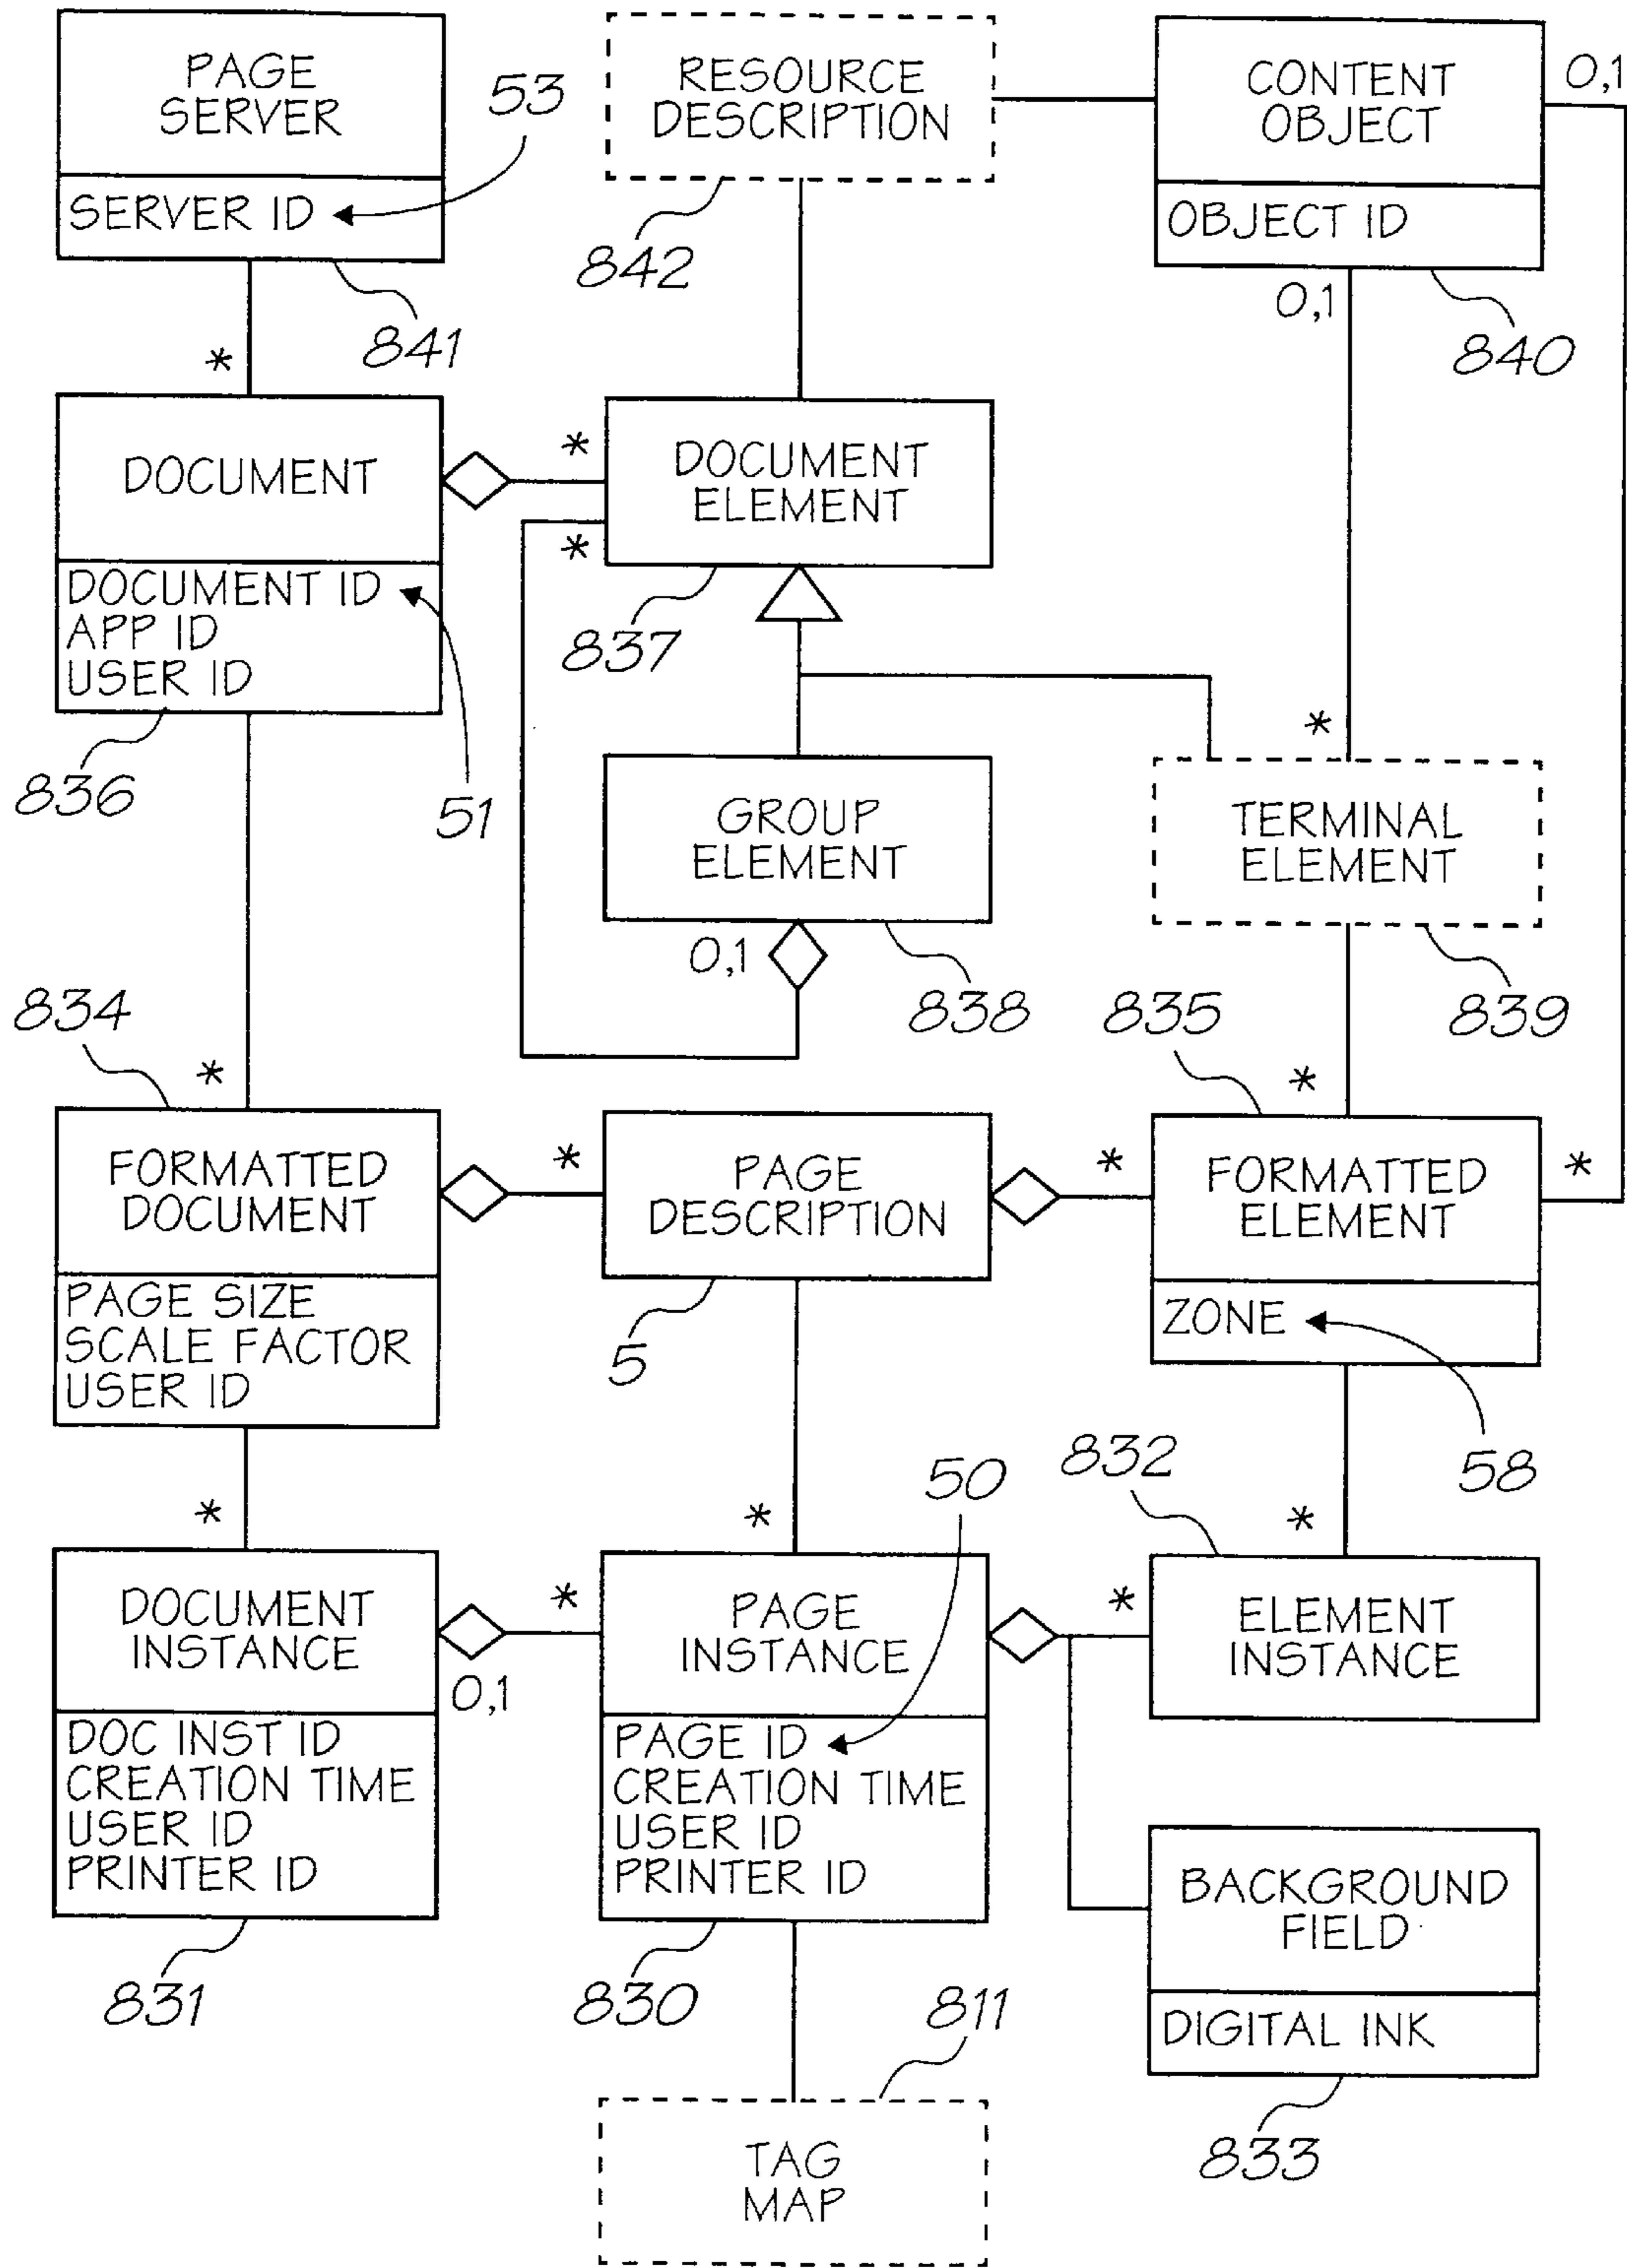 PAGE
SERVER
SERVER ID
53
841
RESOURCE
DESCRIPTION
842
CONTENT
OBJECT
OBJECT ID
0,1
0,1
840
*
DOCUMENT
DOCUMENT ID
APP ID
USER ID
836
51
*
*
DOCUMENT
ELEMENT
837
GROUP
ELEMENT
0,1
838
*
TERMINAL
ELEMENT
839
834
*
FORMATTED
DOCUMENT
PAGE SIZE
SCALE FACTOR
USER ID
*
PAGE
DESCRIPTION
5
835
*
*
*
FORMATTED
ELEMENT
ZONE
58
*
DOCUMENT
INSTANCE
DOC INST ID
CREATION TIME
USER ID
PRINTER ID
831
0,1
*
*
50
PAGE
INSTANCE
PAGE ID
CREATION TIME
USER ID
PRINTER ID
830
832
*
*
ELEMENT
INSTANCE
BACKGROUND
FIELD
DIGITAL INK
833
811
TAG
MAP